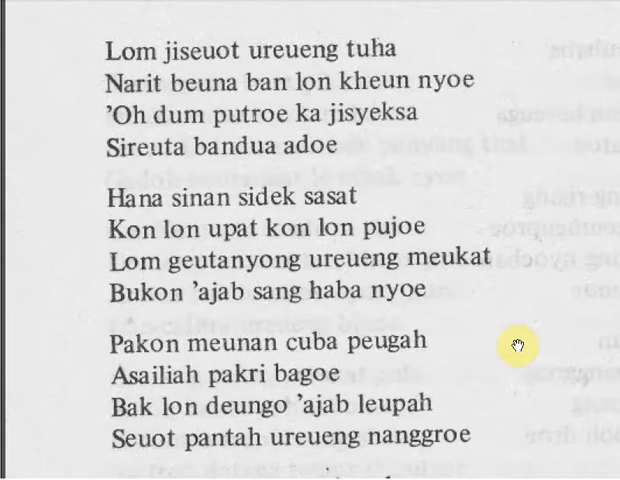 Lom jiseuot ureueng tuha
Narit beuna ban lon kheun nyoe
'Oh dum putroe ka jisyeksa
Sireuta bandua adoe
Hana sinan sidek sasat
Kon lon upat kon lon pujoe
Lom geutanyong ureueng meukat
Bukon 'ajab sang haba nyoe
Pakon meunan cuba peugah
Asailiah pakri bagoe
Bak lon deungo 'ajab leupah
Seuot pantah ureueng nanggroe